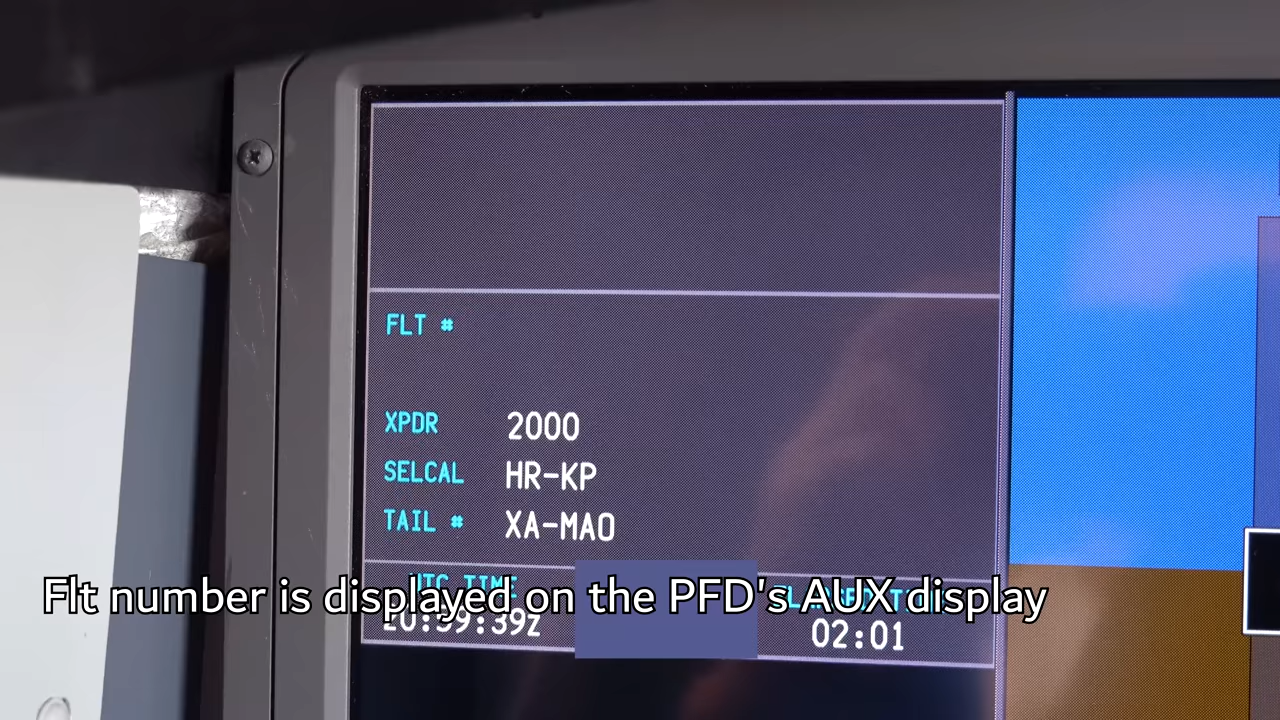 FLT #
XPDR 2000
SELCAL HR-KP
TAIL # XA-MAO
UTC TIME
20:59:39z
02:01
Flt number is displayed on the PFD's AUX display